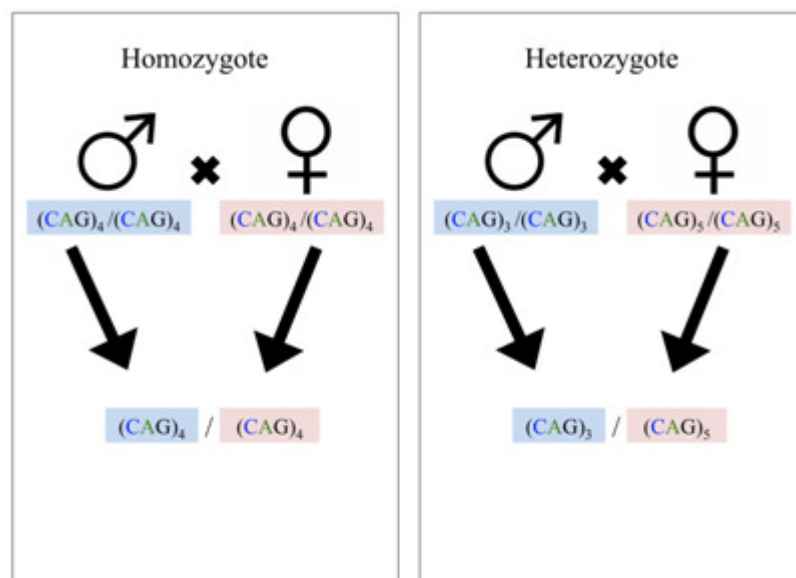 Homozygote
(CAG)₄/(CAG)₄ (CAG)₄/(CAG)₄
(CAG)₄ / (CAG)₄
Heterozygote
(CAG)₃/(CAG)₃ (CAG)₅/(CAG)₅
(CAG)₃ / (CAG)₅